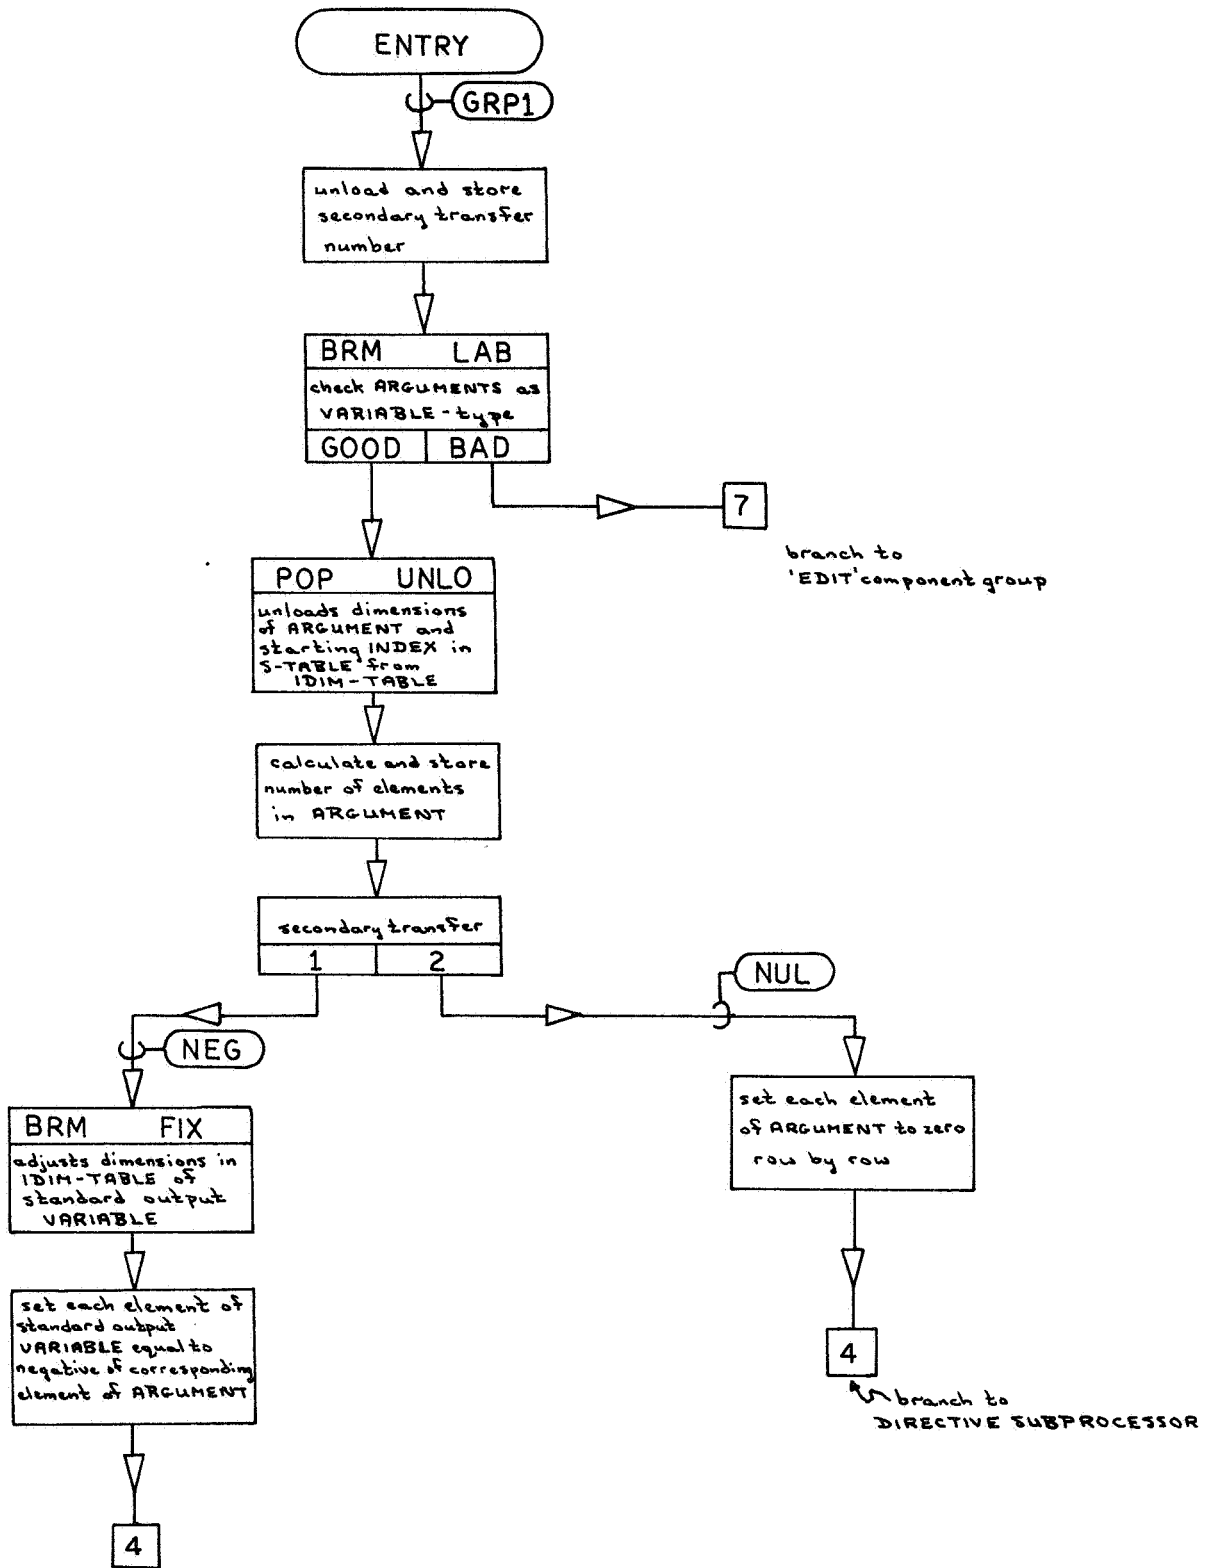 ENTRY
GRP1
unload and store
secondary transfer
number
BRM LAB
check ARGUMENTS as
VARIABLE-type
GOOD BAD
7
branch to
'EDIT' component group
POP UNLO
unloads dimensions
of ARGUMENT and
starting INDEX in
S-TABLE from
IDIM-TABLE
calculate and store
number of elements
in ARGUMENT
secondary transfer
1 2
NUL
NEG
BRM FIX
adjusts dimensions in
IDIM-TABLE of
standard output
VARIABLE
set each element
of ARGUMENT to zero
row by row
set each element of
standard output
VARIABLE equal to
negative of corresponding
element of ARGUMENT
4
branch to
DIRECTIVE SUBPROCESSOR
4